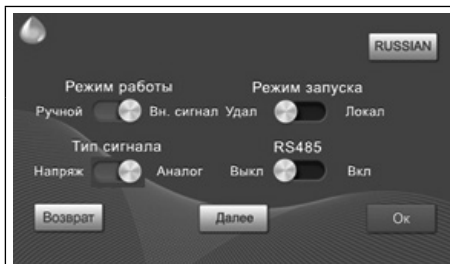 RUSSIAN
Режим работы Режим запуска
Ручной Вн. сигнал Удал Локал
Тип сигнала RS485
Напряж Аналог Выкл Вкл
Возврат Далее Ок